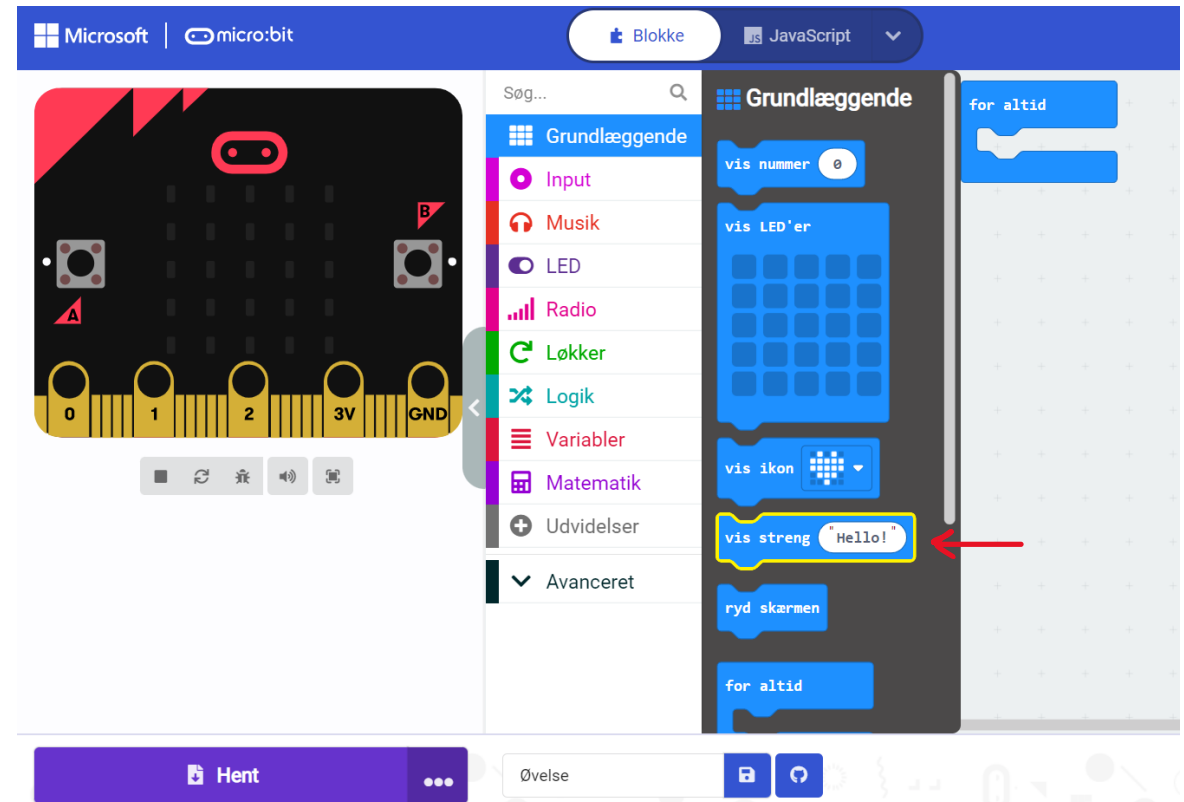 Microsoft | micro:bit
Blokke
JS JavaScript
B
A
0 1 2 3V GND
Søg...
Grundlæggende
Input
Musik
LED
Radio
Løkker
Logik
Variabler
Matematik
Udvidelser
Avanceret
Grundlæggende
vis nummer 0
vis LED'er
vis ikon
vis streng "Hello!"
ryd skærmen
for altid
for altid
Hent
Øvelse